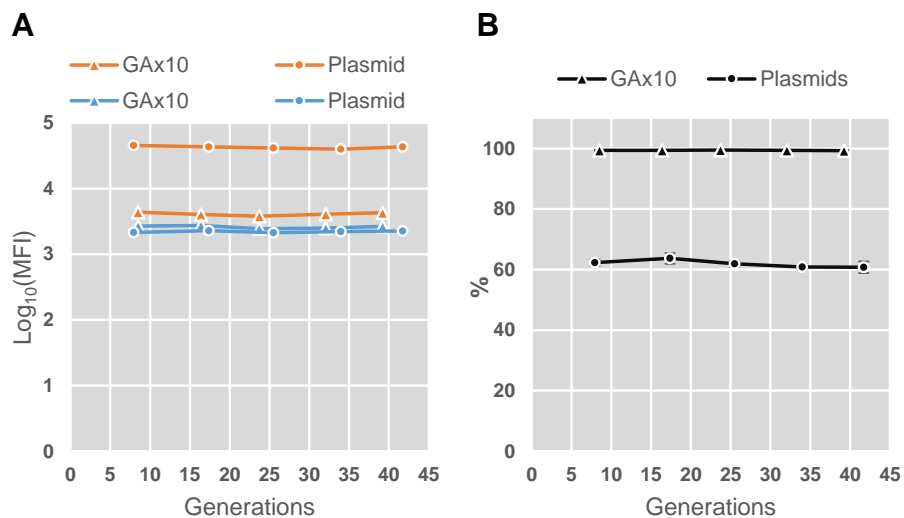 A
GAx10 Plasmid
GAx10 Plasmid
5
4
3
2
1
0
Log₁₀(MFI)
0 5 10 15 20 25 30 35 40 45
Generations
B
GAx10 Plasmids
100
80
60
40
20
0
%
0 5 10 15 20 25 30 35 40 45
Generations